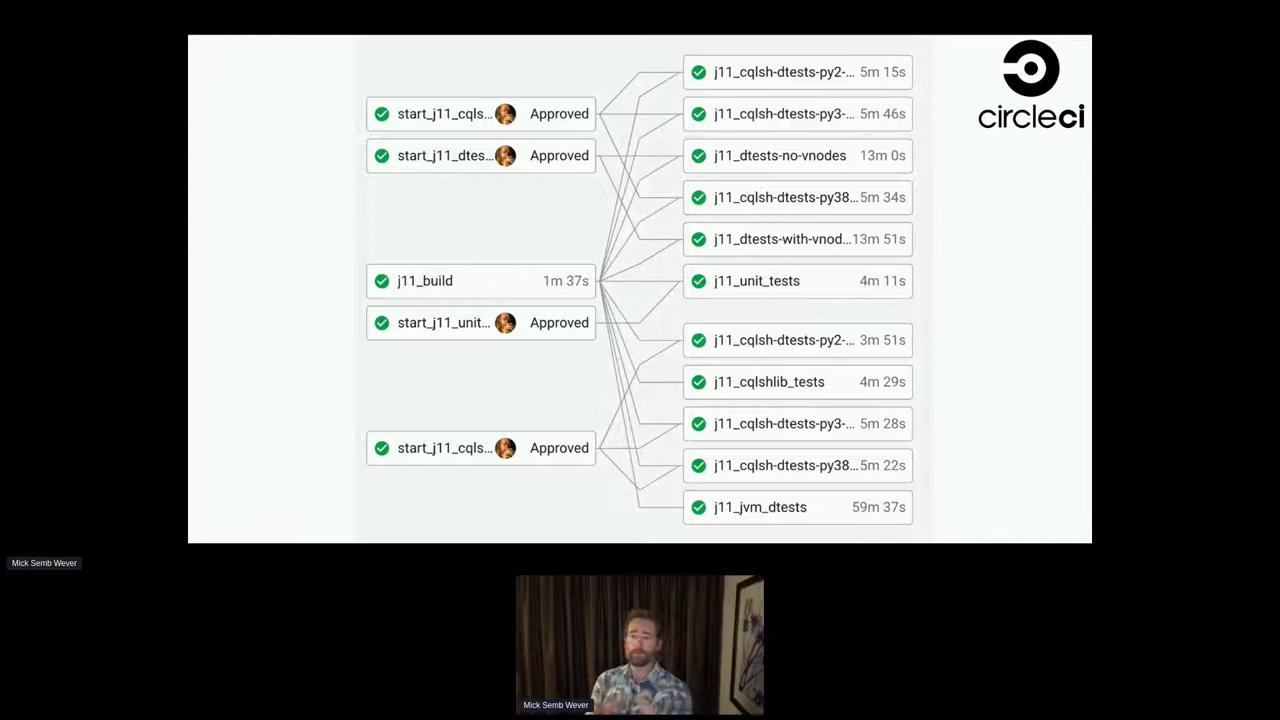 circleci
start_j11_cqls... Approved
start_j11_dtes... Approved
j11_build 1m 37s
start_j11_unit... Approved
start_j11_cqls... Approved
j11_cqlsh-dtests-py2-... 5m 15s
j11_cqlsh-dtests-py3-... 5m 46s
j11_dtests-no-vnodes 13m 0s
j11_cqlsh-dtests-py38... 5m 34s
j11_dtests-with-vnod... 13m 51s
j11_unit_tests 4m 11s
j11_cqlsh-dtests-py2-... 3m 51s
j11_cqlshlib_tests 4m 29s
j11_cqlsh-dtests-py3-... 5m 28s
j11_cqlsh-dtests-py38... 5m 22s
j11_jvm_dtests 59m 37s
Mick Semb Wever
Mick Semb Wever